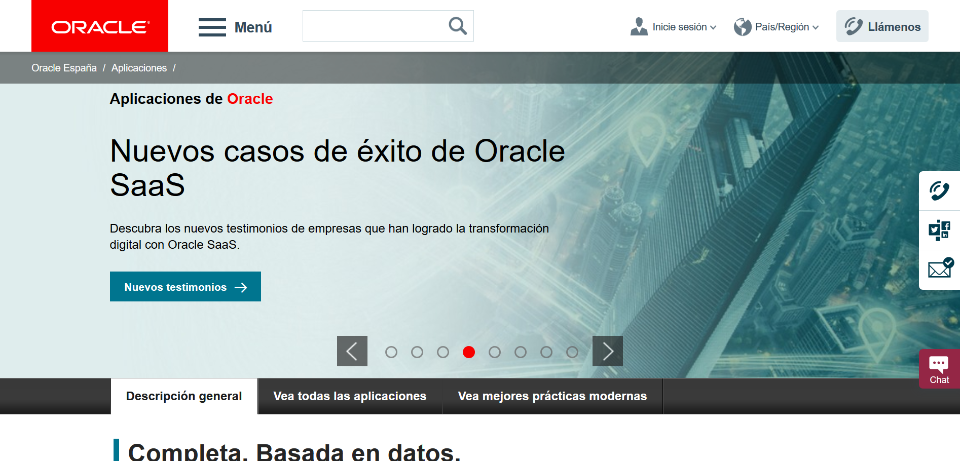 ORACLE
Menú
Inicie sesión
País/Región
Llámenos
Oracle España / Aplicaciones /
Aplicaciones de Oracle
Nuevos casos de éxito de Oracle
SaaS
Descubra los nuevos testimonios de empresas que han logrado la transformación
digital con Oracle SaaS.
Nuevos testimonios
Chat
Descripción general
Vea todas las aplicaciones
Vea mejores prácticas modernas
Completa. Basada en datos.